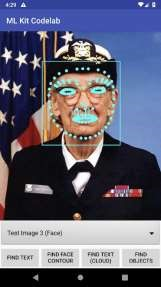 4:29
ML Kit Codelab
Test Image 3 (Face)
FIND TEXT
FIND FACE
CONTOUR
FIND TEXT
(CLOUD)
FIND
OBJECTS